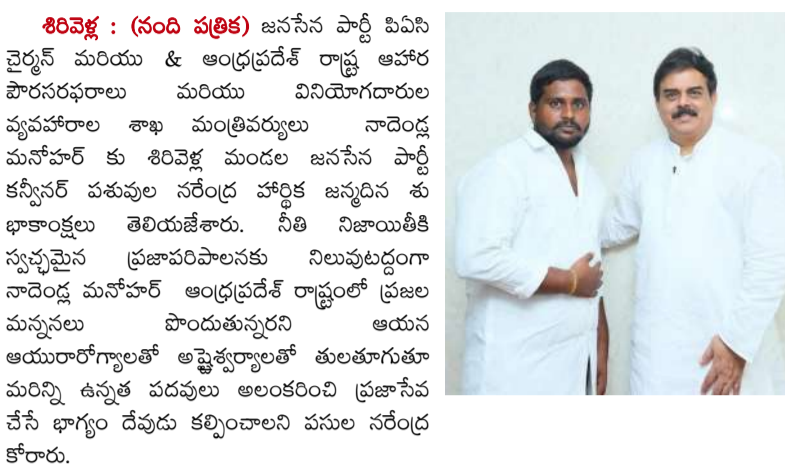 శిరివెళ్ల : (నంది పత్రిక) జనసేన పార్టీ పిఏసి
చైర్మన్ మరియు & ఆంధ్రప్రదేశ్ రాష్ట్ర ఆహార
పౌరసరఫరాలు మరియు వినియోగదారుల
వ్యవహారాల శాఖ మంత్రివర్యులు నాదెండ్ల
మనోహర్ కు శిరివెళ్ల మండల జనసేన పార్టీ
కన్వీనర్ పశువుల నరేంద్ర హార్థిక జన్మదిన శు
భాకాంక్షలు తెలియజేశారు. నీతి నిజాయితీకి
స్వచ్ఛమైన ప్రజాపరిపాలనకు నిలువుటద్దంగా
నాదెండ్ల మనోహర్ ఆంధ్రప్రదేశ్ రాష్ట్రంలో ప్రజల
మన్ననలు పొందుతున్నరని ఆయన
ఆయురారోగ్యాలతో అష్టైశ్వర్యాలతో తులతూగుతూ
మరిన్ని ఉన్నత పదవులు అలంకరించి ప్రజాసేవ
చేసే భాగ్యం దేవుడు కల్పించాలని పసుల నరేంద్ర
కోరారు.